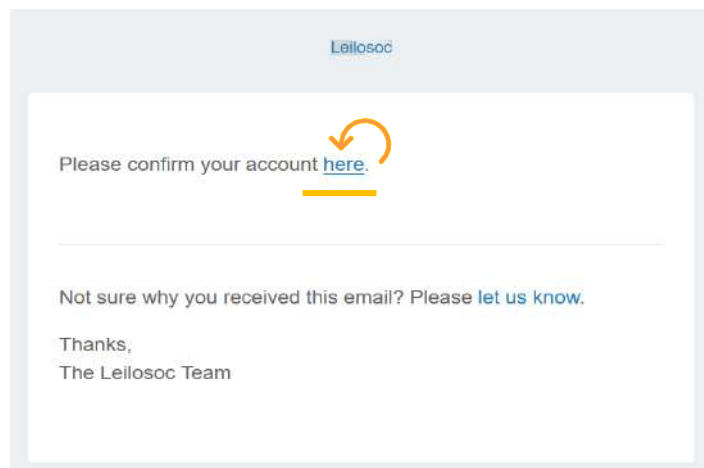 Leilosoc
Please confirm your account here.
Not sure why you received this email? Please let us know.
Thanks,
The Leilosoc Team